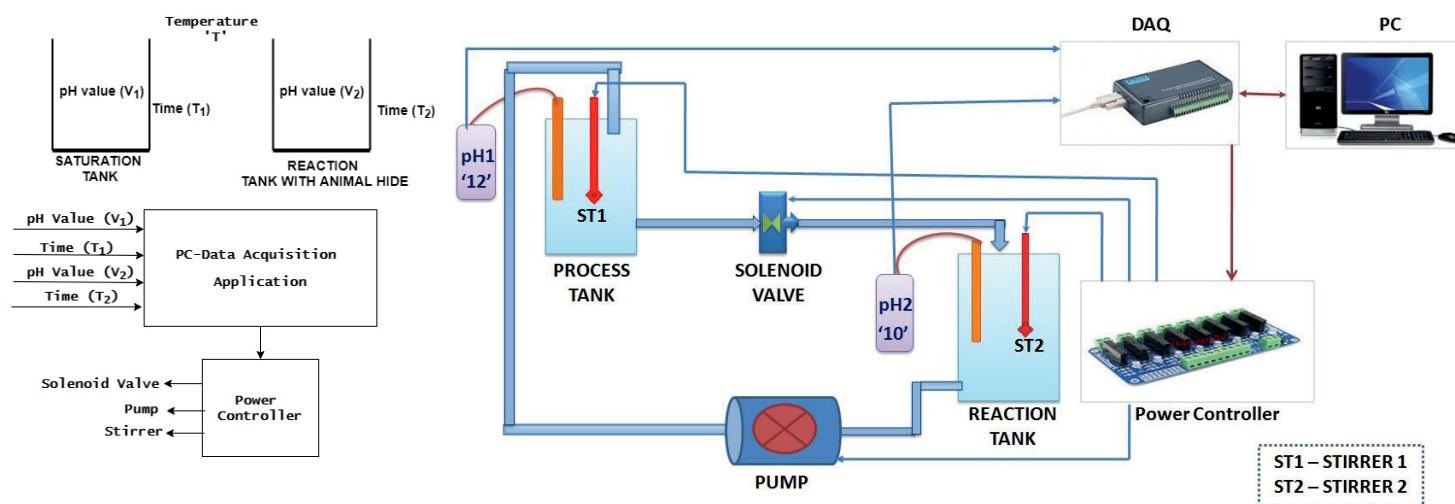 Temperature
'T'
pH value (V₁)
Time (T₁)
SATURATION
TANK
pH value (V₂)
Time (T₂)
REACTION
TANK WITH ANIMAL HIDE
pH Value (V₁)
Time (T₁)
pH Value (V₂)
Time (T₂)
PC-Data Acquisition
Application
Power
Controller
Solenoid Valve
Pump
Stirrer
DAQ
PC
pH1
‘12’
ST1
PROCESS
TANK
SOLENOID
VALVE
pH2
‘10’
ST2
REACTION
TANK
PUMP
Power Controller
ST1 – STIRRER 1
ST2 – STIRRER 2